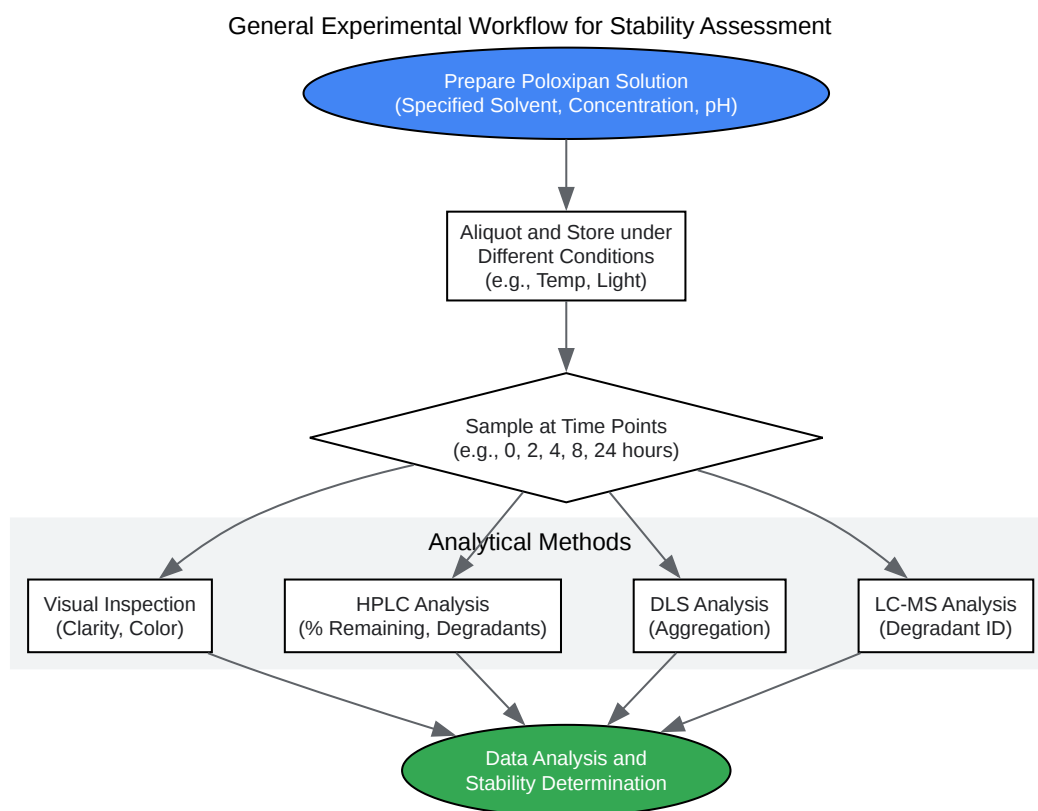 General Experimental Workflow for Stability Assessment
Prepare Poloxipan Solution
(Specified Solvent, Concentration, pH)
Aliquot and Store under
Different Conditions
(e.g., Temp, Light)
Sample at Time Points
(e.g., 0, 2, 4, 8, 24 hours)
Analytical Methods
Visual Inspection
(Clarity, Color)
HPLC Analysis
(% Remaining, Degradants)
DLS Analysis
(Aggregation)
LC-MS Analysis
(Degradant ID)
Data Analysis and
Stability Determination